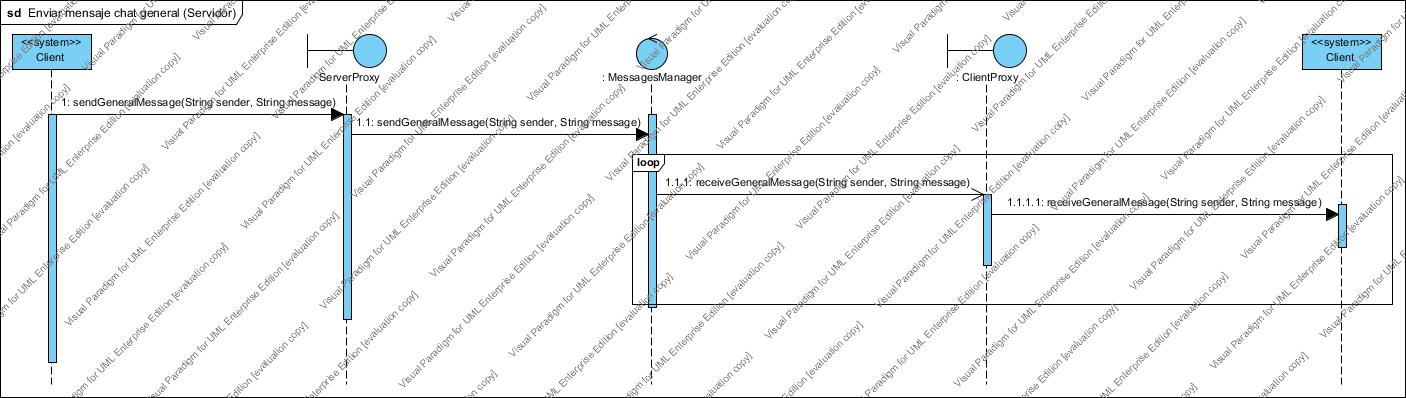 sd Enviar mensaje chat general (Servidor)
<<system>>
Client
: ServerProxy
: MessagesManager
: ClientProxy
<<system>>
Client
1: sendGeneralMessage(String sender, String message)
1.1: sendGeneralMessage(String sender, String message)
loop
1.1.1: receiveGeneralMessage(String sender, String message)
1.1.1.1: receiveGeneralMessage(String sender, String message)
Visual Paradigm for UML Enterprise Edition [evaluation copy]